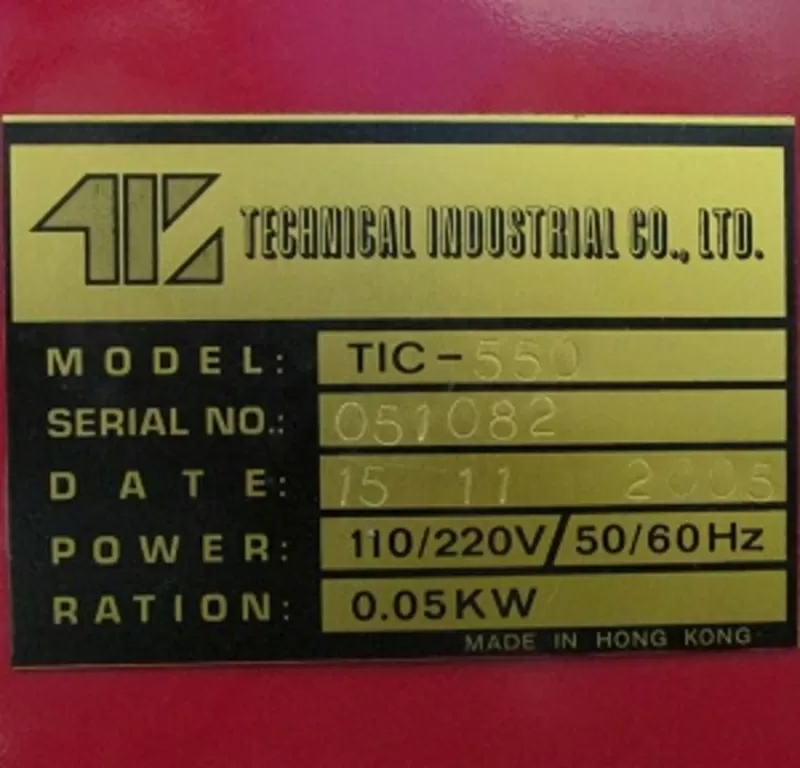 TIC TECHNICAL INDUSTRIAL CO., LTD.
MODEL: TIC-550
SERIAL NO.: 051082
DATE: 15 11 2005
POWER: 110/220V/50/60Hz
RATION: 0.05KW
MADE IN HONG KONG